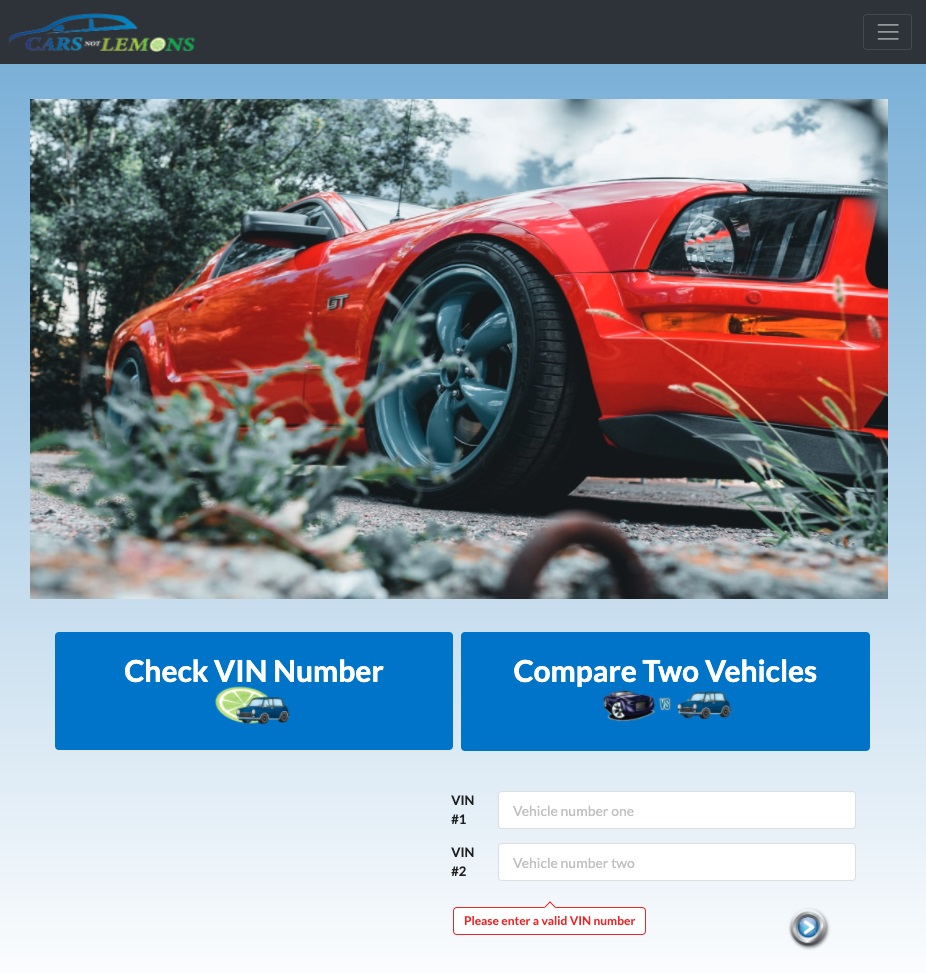 CARS NOT LEMONS
GT
Check VIN Number
Compare Two Vehicles
VS
VIN
#1
Vehicle number one
VIN
#2
Vehicle number two
Please enter a valid VIN number